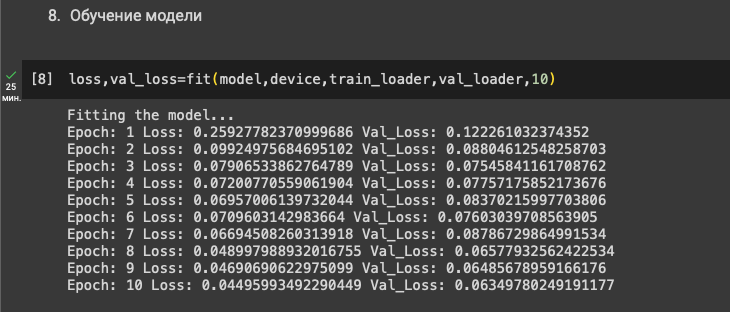 8. Обучение модели
25
мин.
[8] loss,val_loss=fit(model,device,train_loader,val_loader,10)
Fitting the model...
Epoch: 1 Loss: 0.25927782370999686 Val_Loss: 0.122261032374352
Epoch: 2 Loss: 0.09924975684695102 Val_Loss: 0.08804612548258703
Epoch: 3 Loss: 0.07906533862764789 Val_Loss: 0.07545841161708762
Epoch: 4 Loss: 0.07200770559061904 Val_Loss: 0.07757175852173676
Epoch: 5 Loss: 0.06957006139732044 Val_Loss: 0.08370215997703806
Epoch: 6 Loss: 0.0709603142983664 Val_Loss: 0.07603039708563905
Epoch: 7 Loss: 0.06694508260313918 Val_Loss: 0.08786729864991534
Epoch: 8 Loss: 0.048997988932016755 Val_Loss: 0.06577932562422534
Epoch: 9 Loss: 0.04690690622975099 Val_Loss: 0.06485678959166176
Epoch: 10 Loss: 0.04495993492290449 Val_Loss: 0.06349780249191177